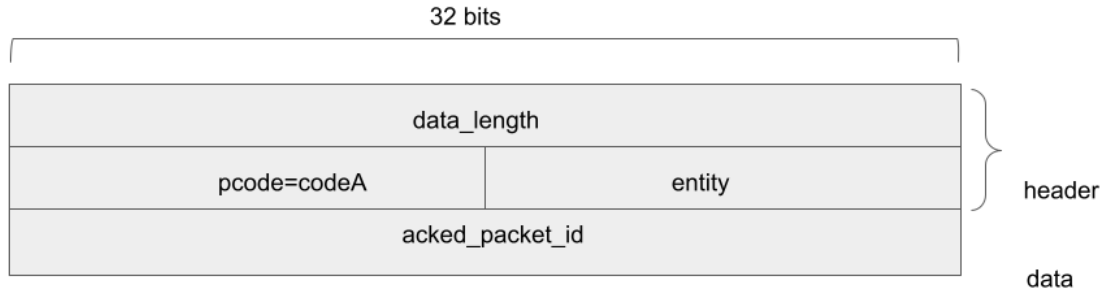 32 bits
data_length
pcode=codeA entity
header
acked_packet_id
data